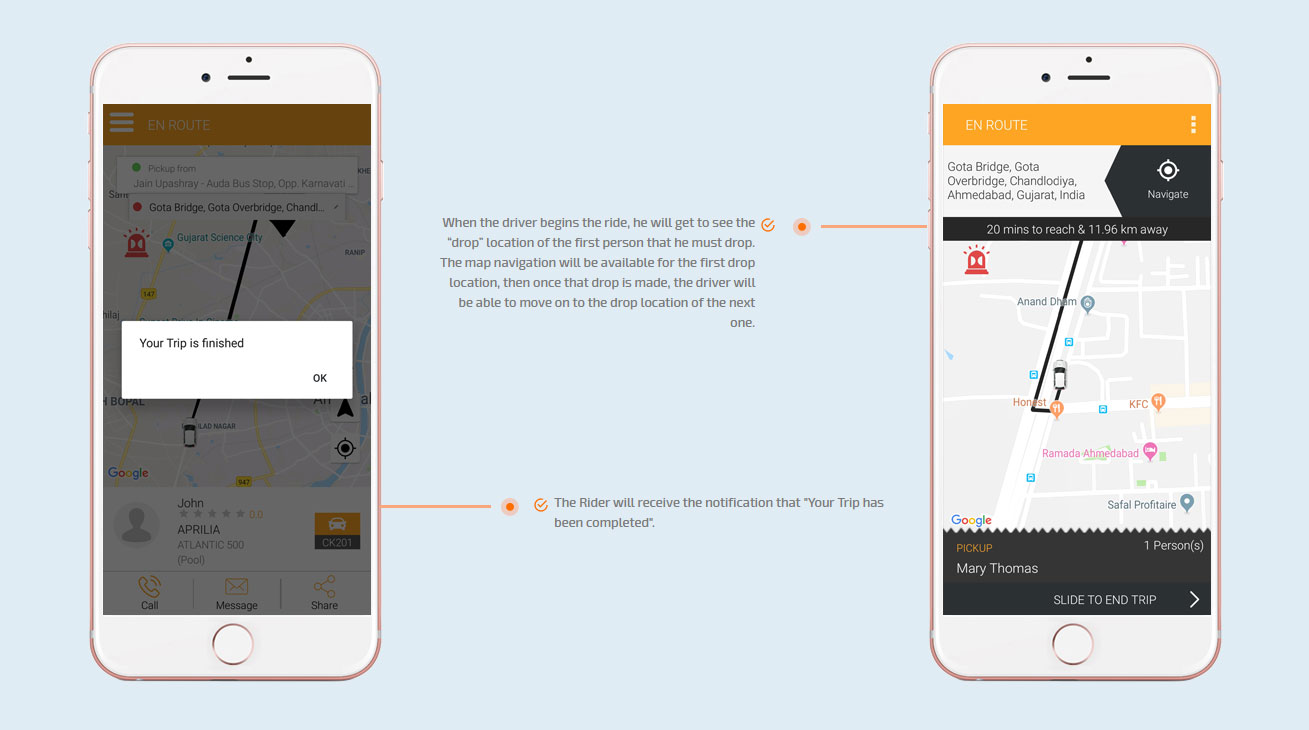 EN ROUTE
Pickup from
Jain Upashray - Auda Bus Stop, Opp. Karnavati ...
Gota Bridge, Gota Overbridge, Chandl...
Gujarat Science City
RANIP
147
hilaj
Your Trip is finished
OK
H BOPAL
ILAD NAGAR
Google
947
John
0.0
APRILIA
ATLANTIC 500
(Pool)
CK201
Call
Message
Share
When the driver begins the ride, he will get to see the
"drop" location of the first person that he must drop.
The map navigation will be available for the first drop
location, then once that drop is made, the driver will
be able to move on to the drop location of the next
one.
The Rider will receive the notification that "Your Trip has
been completed".
EN ROUTE
Gota Bridge, Gota
Overbridge, Chandlodiya,
Ahmedabad, Gujarat, India
Navigate
20 mins to reach & 11.96 km away
Anand Dham
Honest
KFC
Ramada Ahmedabad
Safal Profitaire
Google
PICKUP
1 Person(s)
Mary Thomas
SLIDE TO END TRIP